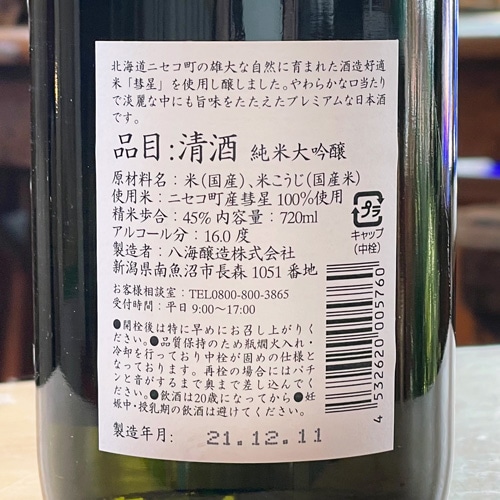 北海道ニセコ町の雄大な自然に育まれた酒造好適
米「彗星」を使用し醸しました。やわらかな口当たり
で淡麗な中にも旨味をたたえたプレミアムな日本酒
です。
品目:清酒 純米大吟醸
原材料名:米(国産)、米こうじ(国産米)
使用米:ニセコ町産彗星 100%使用
精米歩合:45% 内容量:720ml
アルコール分:16.0 度
製造者:八海醸造株式会社
新潟県南魚沼市長森 1051 番地
プラ
キャップ
(中栓)
お客様相談室:TEL0800-800-3865
受付時間:平日 9:00〜17:00
●開栓後は特に早めにお召し上がりく
ださい。●品質保持のため瓶燗火入れ・
冷却を行っており中栓が固めの仕様と
なっております。再栓の場合にはパチ
ンと音がするまで奥まで差し込んでく
ださい。●飲酒は20歳になってから●妊
娠中・授乳期の飲酒は避けてください。
製造年月: 21.12.11
4 532620 005760